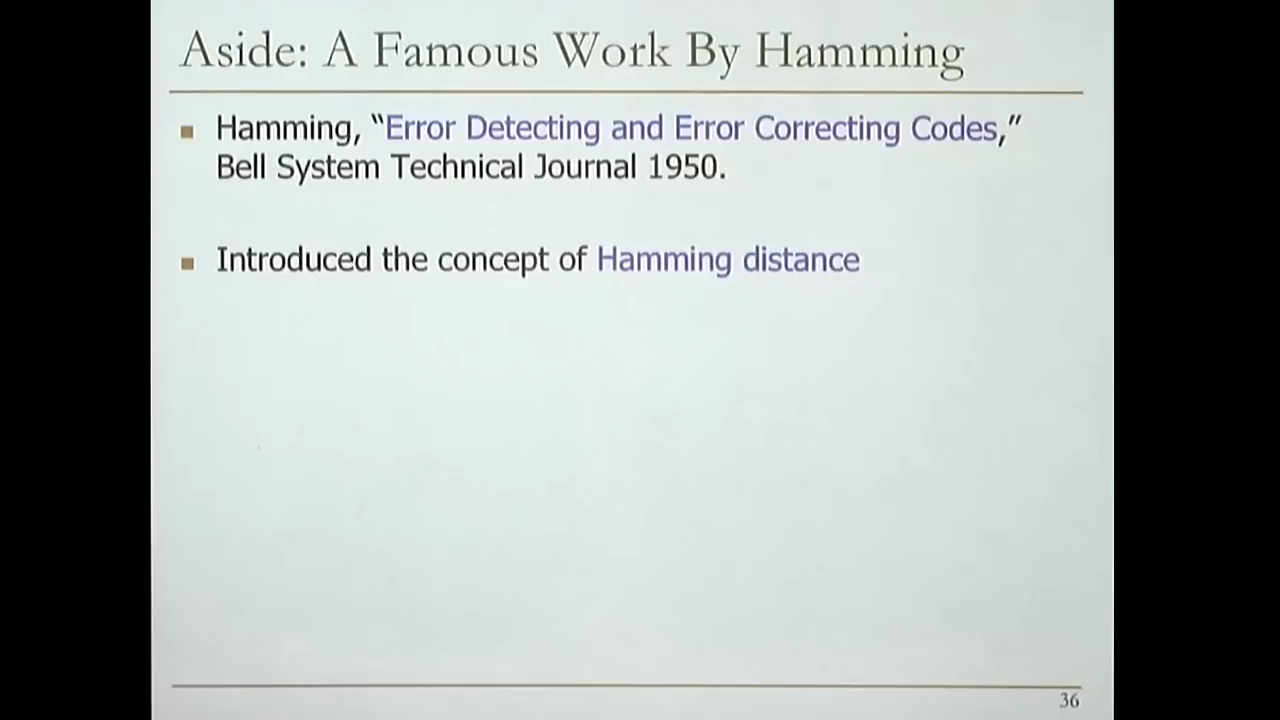 Aside: A Famous Work By Hamming
■ Hamming, “Error Detecting and Error Correcting Codes,”
Bell System Technical Journal 1950.
■ Introduced the concept of Hamming distance
36